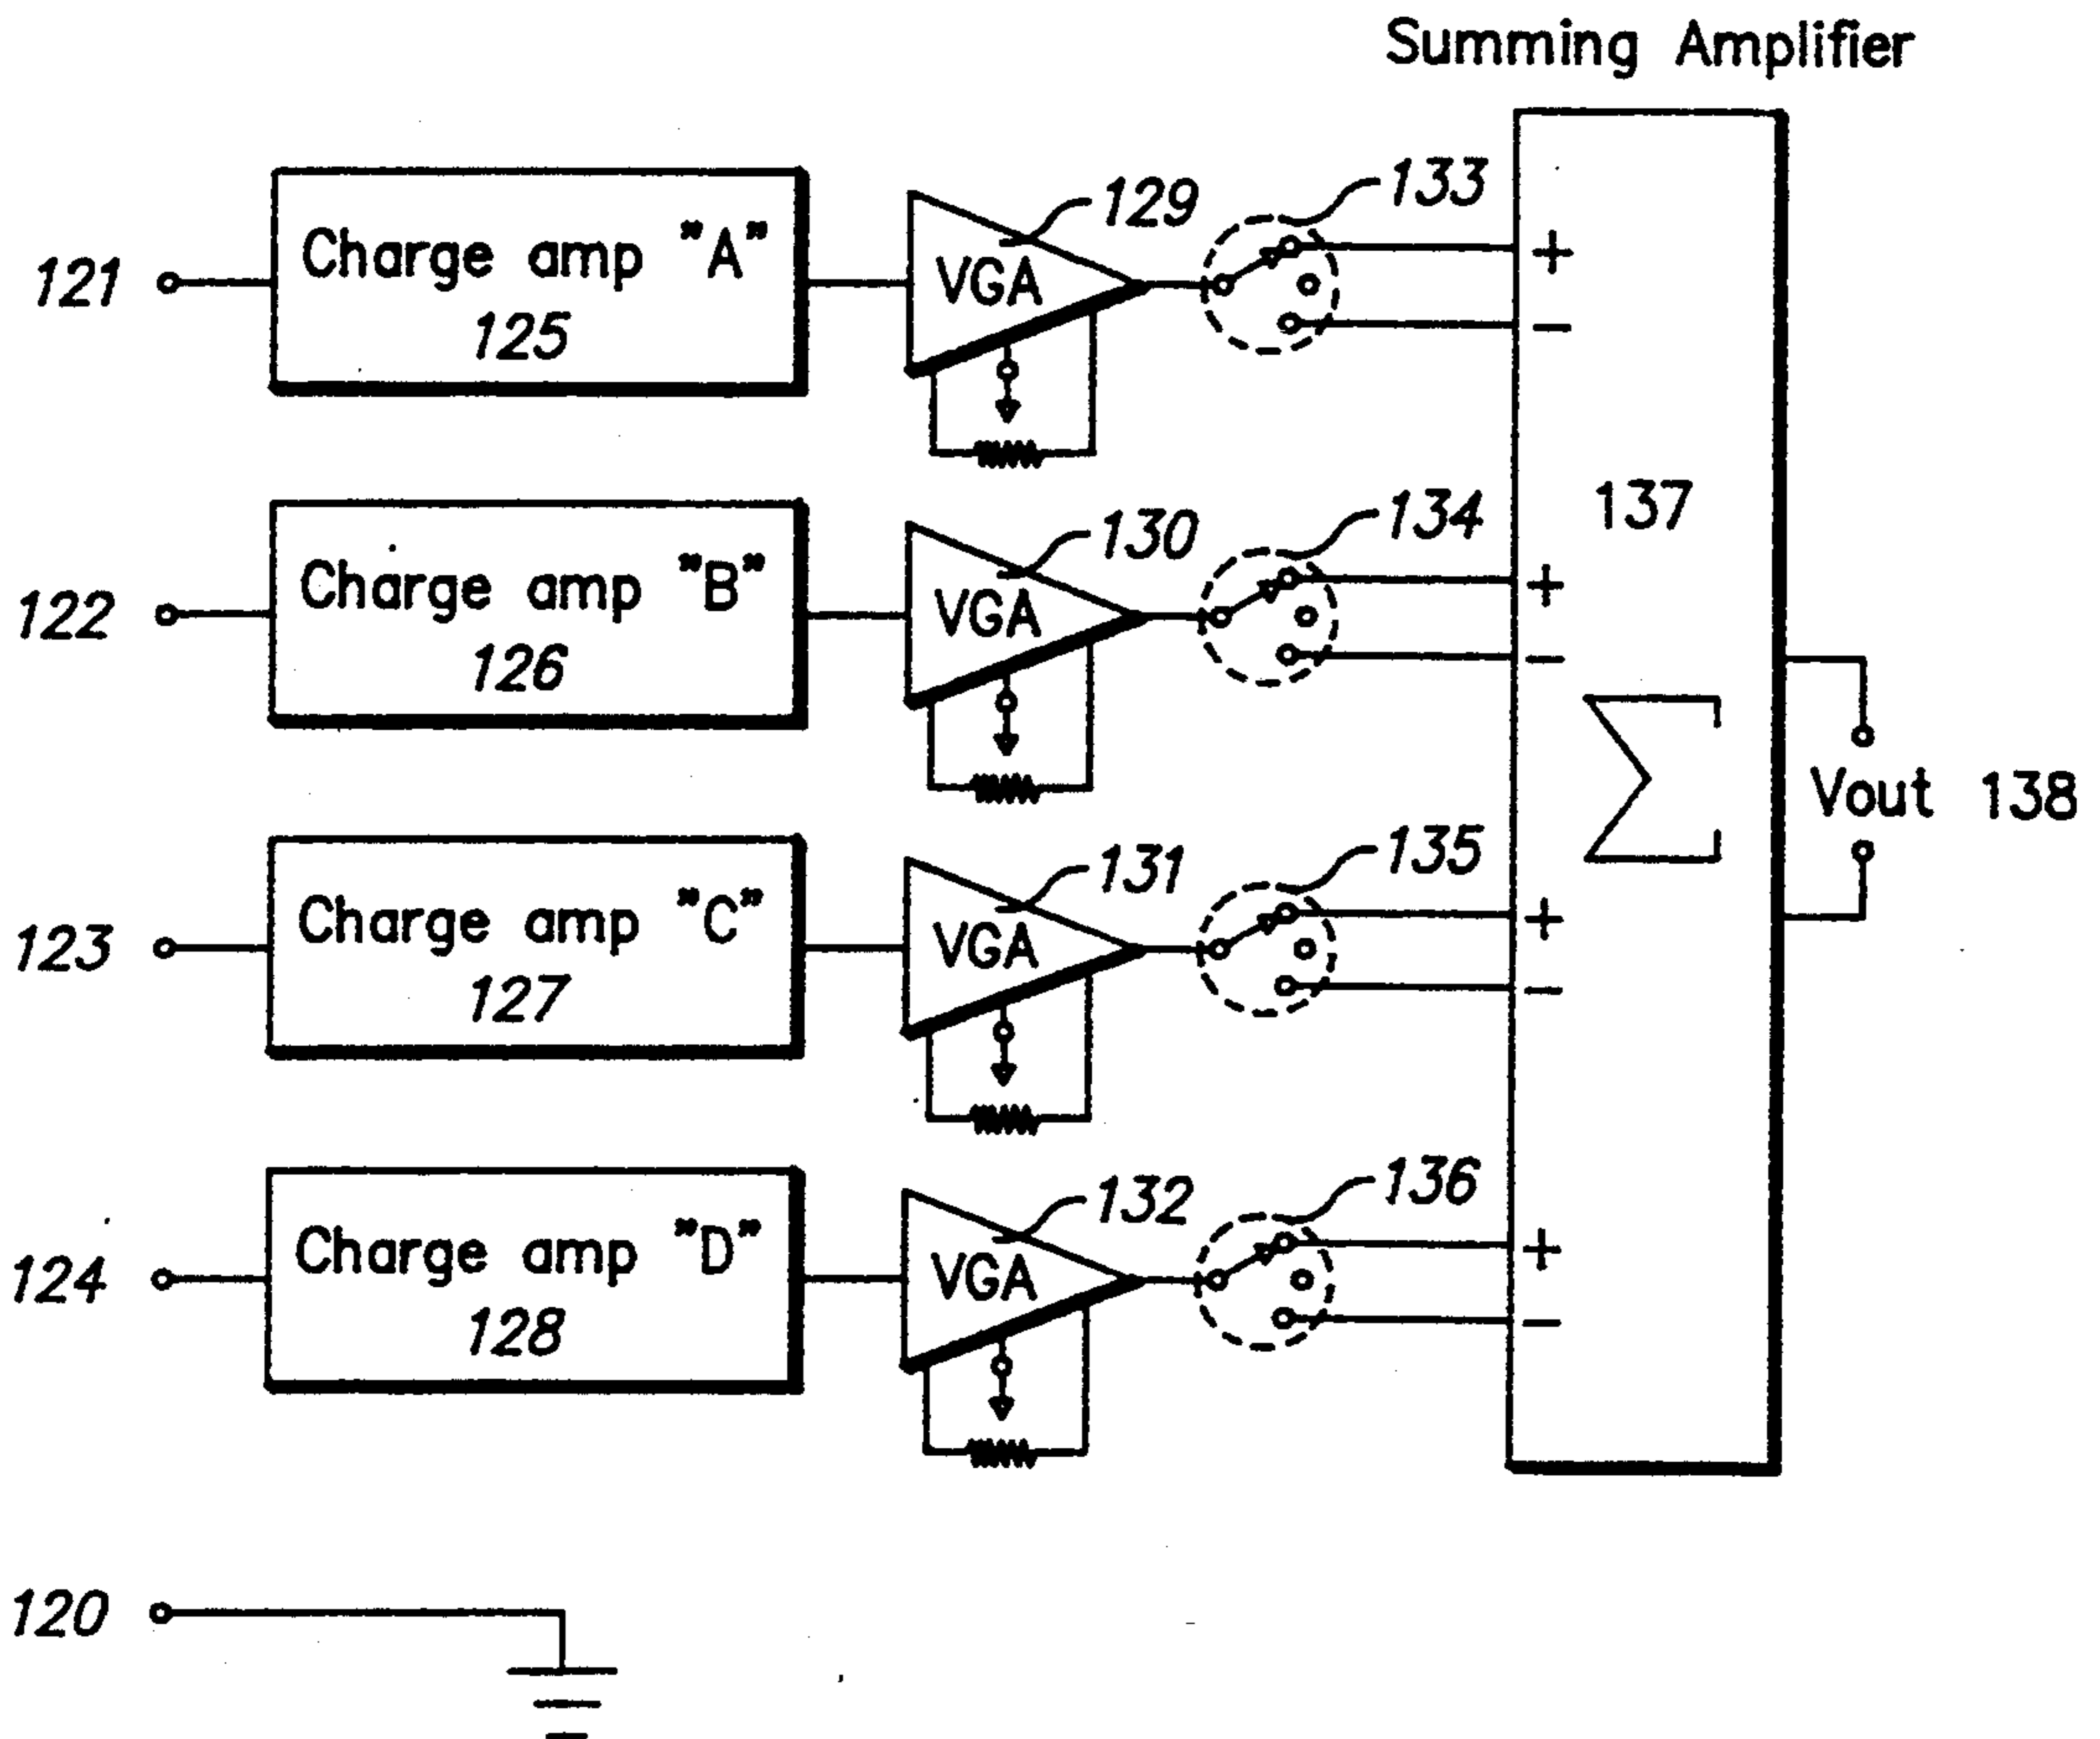 Summing Amplifier
121
Charge amp "A"
125
VGA
129
133
+
−
137
122
Charge amp "B"
126
VGA
130
134
+
−
Σ
Vout 138
123
Charge amp "C"
127
VGA
131
135
+
−
124
Charge amp "D"
128
VGA
132
136
+
−
120